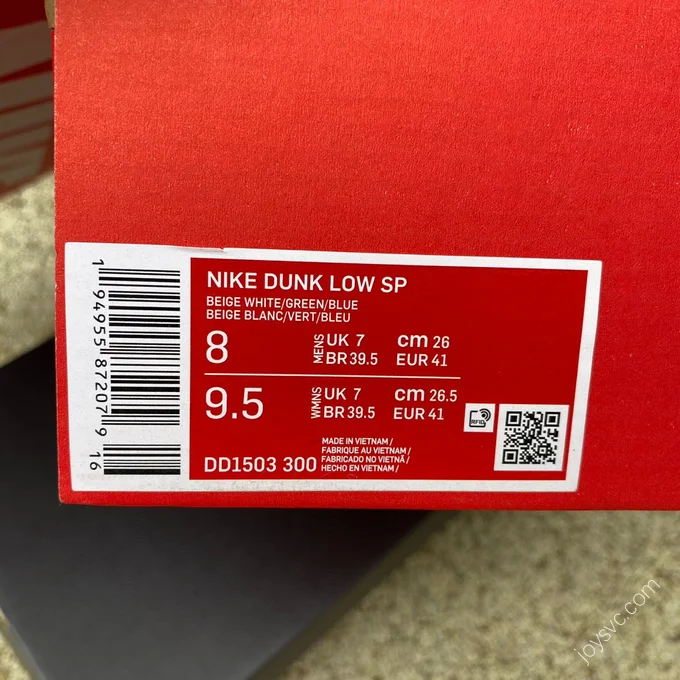 NIKE DUNK LOW SP
BEIGE WHITE/GREEN/BLUE
BEIGE BLANC/VERT/BLEU
8 MENS UK 7 cm 26
BR 39.5 EUR 41
9.5 WMNS UK 7 cm 26.5
BR 39.5 EUR 41
RFID
DD1503 300
MADE IN VIETNAM /
FABRIQUE AU VIETNAM /
FABRICADO NO VIETNÃ /
HECHO EN VIETNAM /
1 94955 87207 9 16
joysvc.com